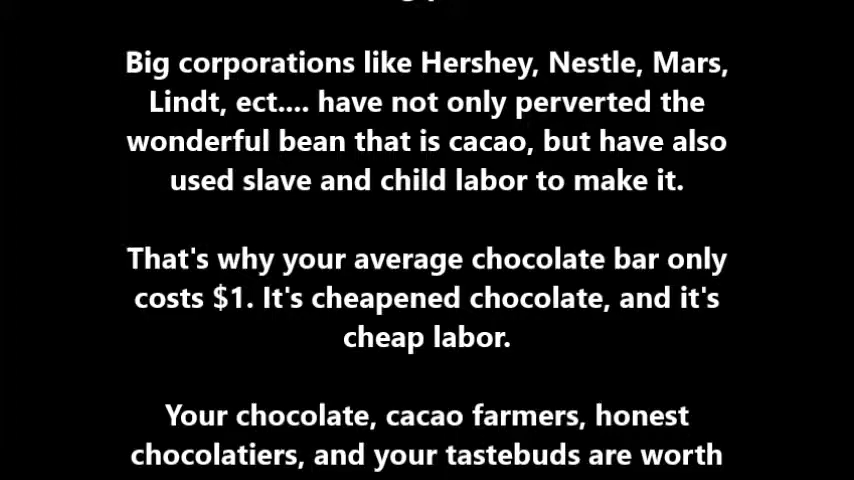 Big corporations like Hershey, Nestle, Mars,
Lindt, ect.... have not only perverted the
wonderful bean that is cacao, but have also
used slave and child labor to make it.
That's why your average chocolate bar only
costs $1. It's cheapened chocolate, and it's
cheap labor.
Your chocolate, cacao farmers, honest
chocolatiers, and your tastebuds are worth